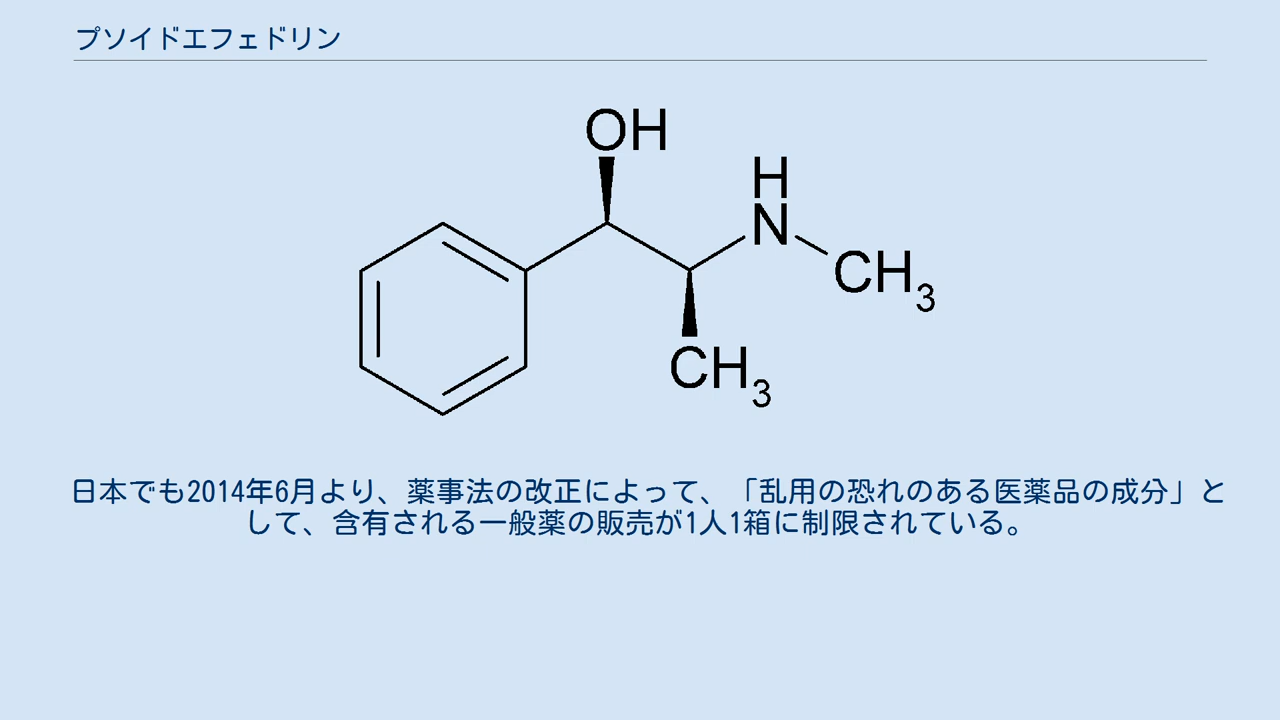 プソイドエフェドリン
OH
H
N
CH3
CH3
日本でも2014年6月より、薬事法の改正によって、「乱用の恐れのある医薬品の成分」と
して、含有される一般薬の販売が1人1箱に制限されている。